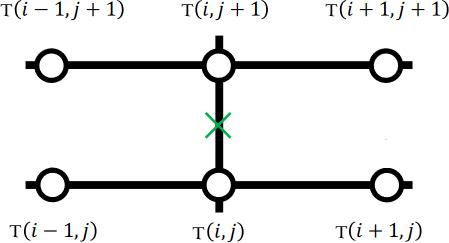 T(i − 1, j + 1) T(i, j + 1) T(i + 1, j + 1)
T(i − 1, j) T(i, j) T(i + 1, j)